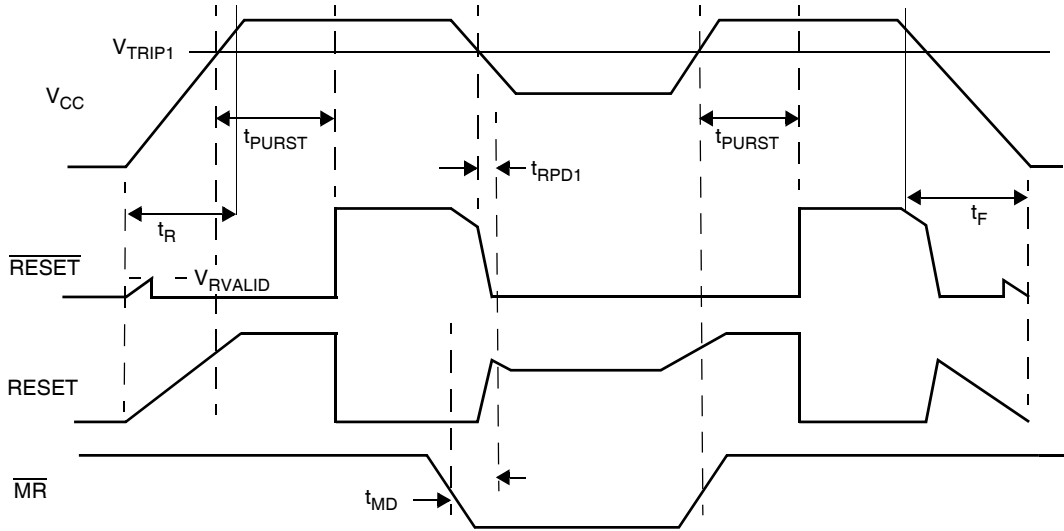 VTRIP1
VCC
tPURST
tPURST
tRPD1
tR
tF
RESET
VRVALID
RESET
MR
tMD